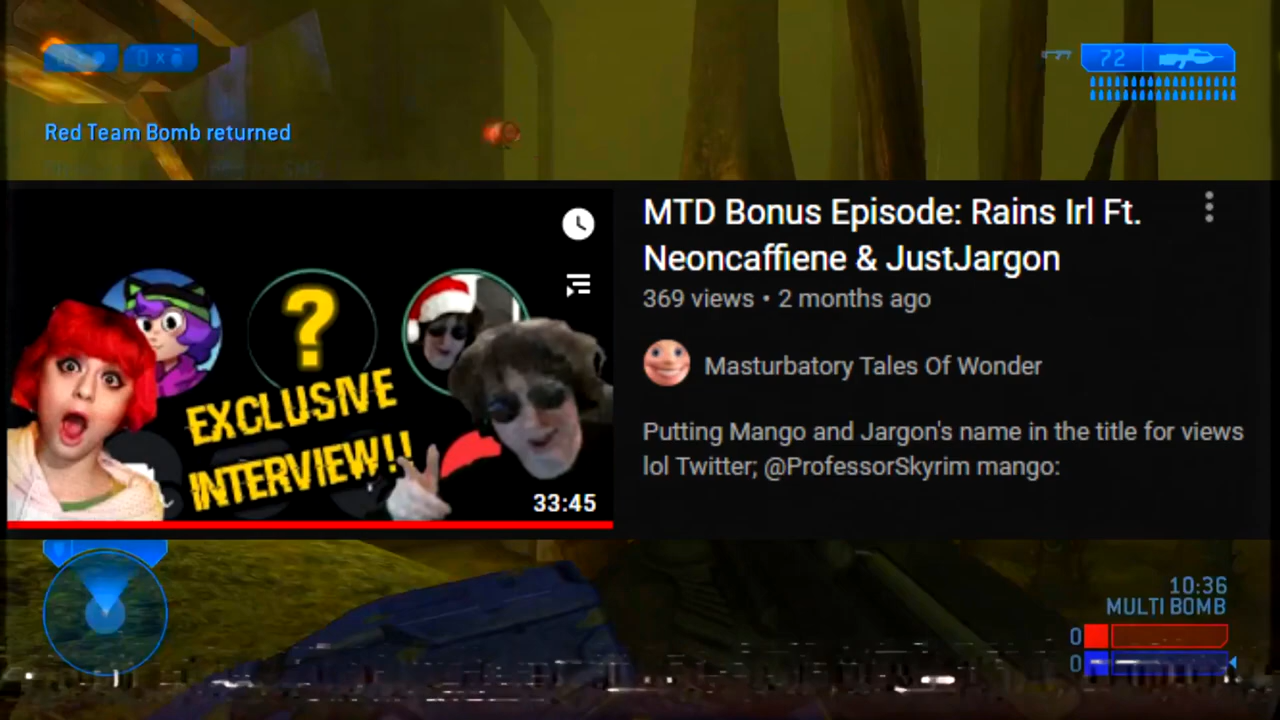 0 x
72
Red Team Bomb returned
MTD Bonus Episode: Rains Irl Ft.
Neoncaffiene & JustJargon
369 views • 2 months ago
Masturbatory Tales Of Wonder
Putting Mango and Jargon's name in the title for views
lol Twitter; @ProfessorSkyrim mango:
?
EXCLUSIVE
INTERVIEW!!
33:45
10:36
MULTI BOMB
0
0